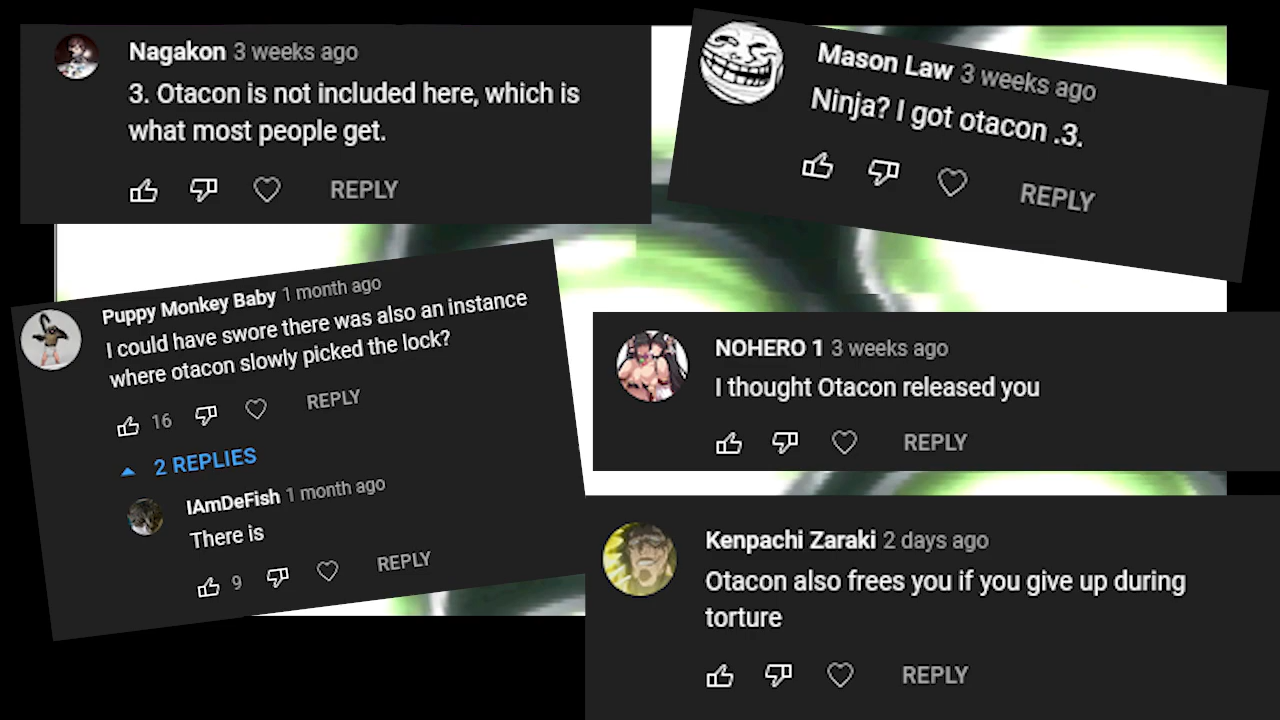 Nagakon 3 weeks ago
3. Otacon is not included here, which is
what most people get.
REPLY
Mason Law 3 weeks ago
Ninja? I got otacon .3.
REPLY
Puppy Monkey Baby 1 month ago
I could have swore there was also an instance
where otacon slowly picked the lock?
16 REPLY
2 REPLIES
IAmDeFish 1 month ago
There is
9 REPLY
NOHERO 1 3 weeks ago
I thought Otacon released you
REPLY
Kenpachi Zaraki 2 days ago
Otacon also frees you if you give up during
torture
REPLY